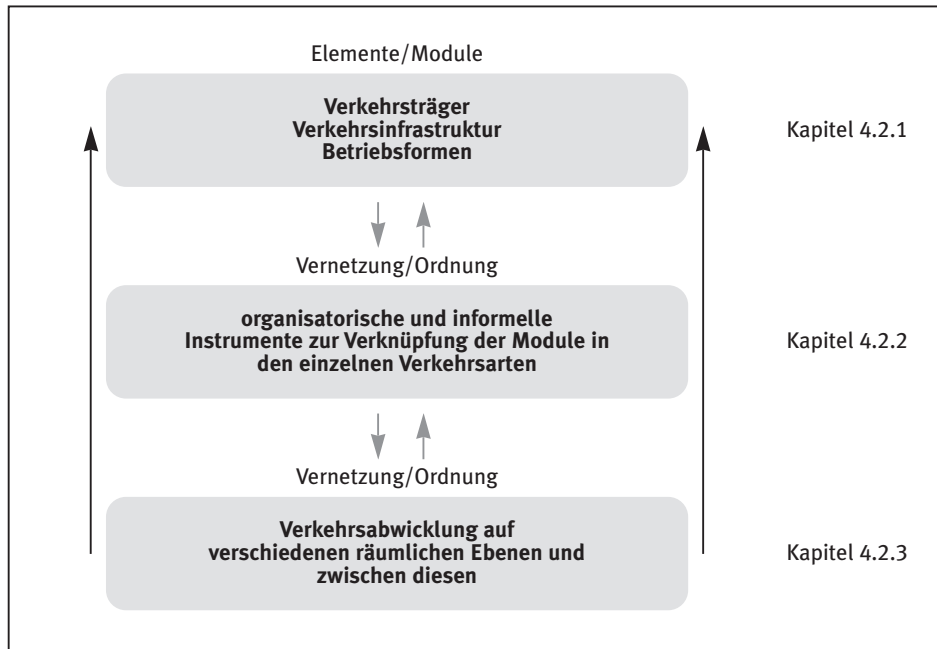 Elemente/Module
Verkehrsträger
Verkehrsinfrastruktur
Betriebsformen
Kapitel 4.2.1
Vernetzung/Ordnung
organisatorische und informelle
Instrumente zur Verknüpfung der Module in
den einzelnen Verkehrsarten
Kapitel 4.2.2
Vernetzung/Ordnung
Verkehrsabwicklung auf
verschiedenen räumlichen Ebenen und
zwischen diesen
Kapitel 4.2.3